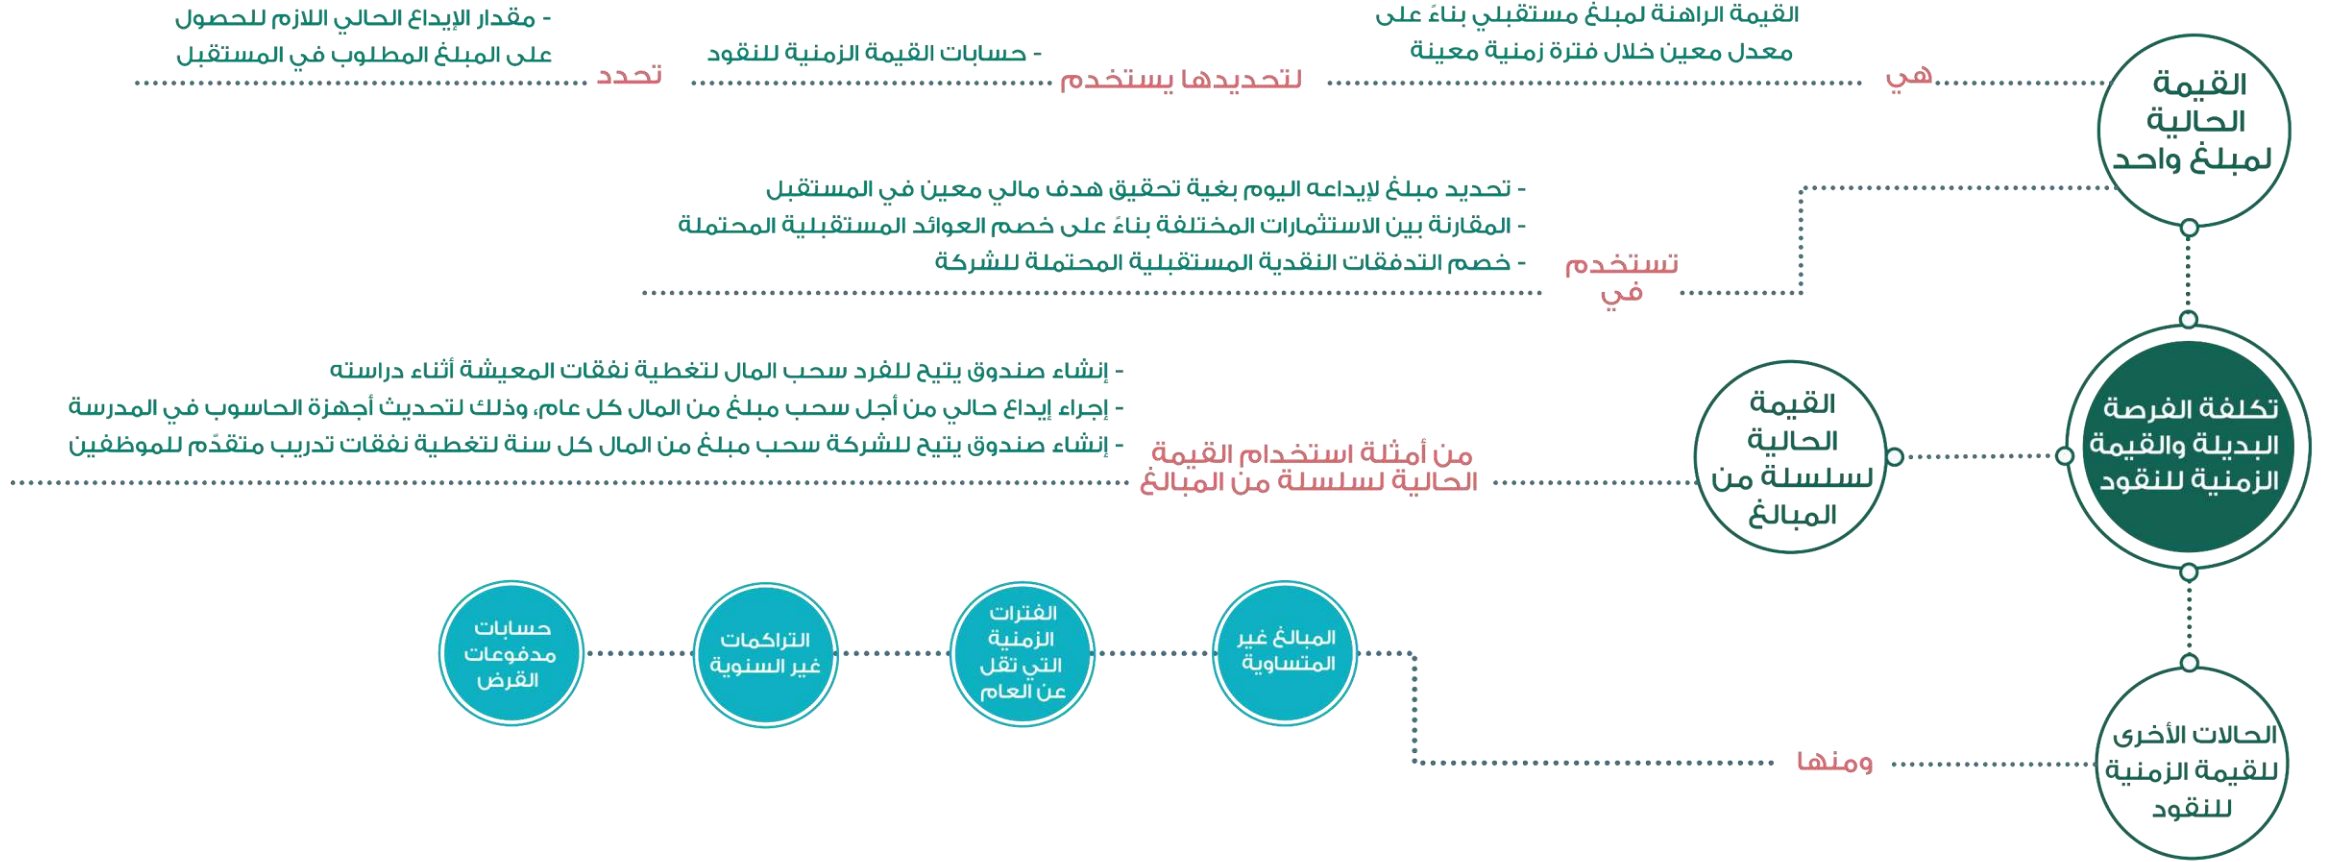 القيمة
الحالية
لمبلغ واحد
هي
القيمة الراهنة لمبلغ مستقبلي بناءً على
معدل معين خلال فترة زمنية معينة
لتحديدها يستخدم
- حسابات القيمة الزمنية للنقود
تحدد
- مقدار الإيداع الحالي اللازم للحصول
على المبلغ المطلوب في المستقبل
تستخدم
في
- تحديد مبلغ لإيداعه اليوم بغية تحقيق هدف مالي معين في المستقبل
- المقارنة بين الاستثمارات المختلفة بناءً على خصم العوائد المستقبلية المحتملة
- خصم التدفقات النقدية المستقبلية المحتملة للشركة
تكلفة الفرصة
البديلة والقيمة
الزمنية للنقود
القيمة
الحالية
لسلسلة من
المبالغ
من أمثلة استخدام القيمة
الحالية لسلسلة من المبالغ
- إنشاء صندوق يتيح للفرد سحب المال لتغطية نفقات المعيشة أثناء دراسته
- إجراء إيداع حالي من أجل سحب مبلغ من المال كل عام، وذلك لتحديث أجهزة الحاسوب في المدرسة
- إنشاء صندوق يتيح للشركة سحب مبلغ من المال كل سنة لتغطية نفقات تدريب متقدّم للموظفين
الحالات الأخرى
للقيمة الزمنية
للنقود
ومنها
المبالغ غير
المتساوية
الفترات
الزمنية
التي تقل
عن العام
التراكمات
غير السنوية
حسابات
مدفوعات
القرض